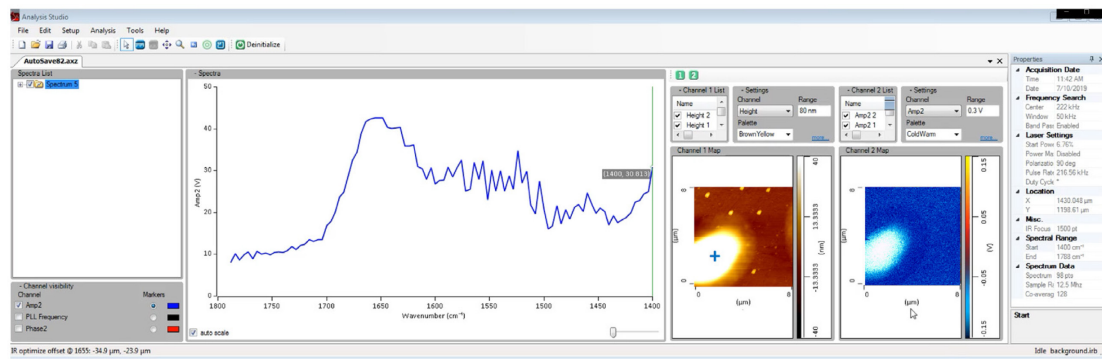 Analysis Studio
File Edit Setup Analysis Tools Help
Deinitialize
AutoSave82.axz
Spectra List
Spectrum 5
- Channel visibility
Channel Markers
Amp2
PLL Frequency
Phase2
- Spectra
Amp2 (V)
50
40
30
20
10
0
(1400, 30.813)
1800 1750 1700 1650 1600 1550 1500 1450 1400
Wavenumber (cm⁻¹)
auto scale
1 2
- Channel 1 List
Name
Height 2
Height 1
- Settings
Channel Range
Height 80 nm
Palette
BrownYellow more...
- Channel 2 List
Name
Amp2 2
Amp2 1
- Settings
Channel Range
Amp2 0.3 V
Palette
ColdWarm more...
Channel 1 Map
0
(μm)
0
0 (μm) 8
40
13.3333
(nm)
-13.3333
-40
Channel 2 Map
0
(μm)
0
0 (μm) 8
0.15
0.05
(V)
-0.05
-0.15
Properties
Acquisition Date
Time 11:42 AM
Date 7/10/2019
Frequency Search
Center 222 kHz
Window 50 kHz
Band Pass Enabled
Laser Settings
Start Powe 6.76%
Power Ma Disabled
Polarizatio 90 deg
Pulse Rate 216.56 kHz
Duty Cycle *
Location
X 1430.048 μm
Y 1198.61 μm
Misc.
IR Focus 1500 pt
Spectral Range
Start 1400 cm⁻¹
End 1788 cm⁻¹
Spectrum Data
Spectrum 98 pts
Sample Ra 12.5 Mhz
Co-averag 128
Start
IR optimize offset @ 1655: -34.9 μm, -23.9 μm
Idle background.irb